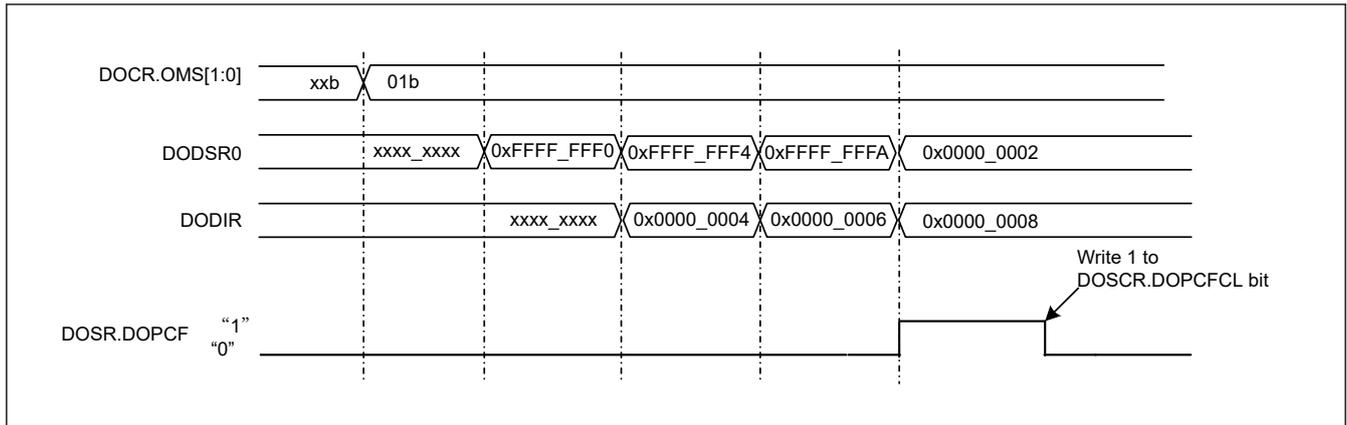 DOCR.OMS[1:0] xxb 01b
DODSR0 xxxx_xxxx 0xFFFF_FFF0 0xFFFF_FFF4 0xFFFF_FFFA 0x0000_0002
DODIR xxxx_xxxx 0x0000_0004 0x0000_0006 0x0000_0008
Write 1 to
DOSCR.DOPCFCL bit
DOSR.DOPCF “1”
“0”